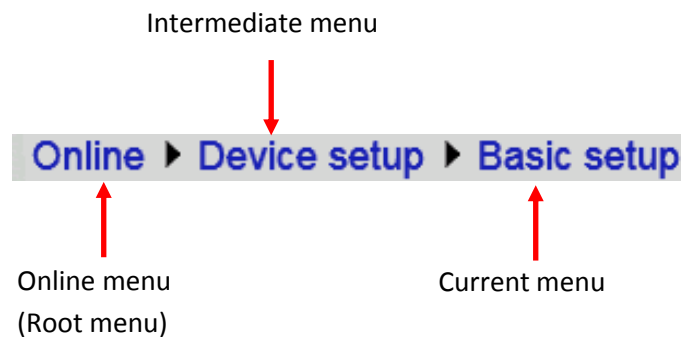 Intermediate menu
Online ▶ Device setup ▶ Basic setup
Online menu
(Root menu)
Current menu